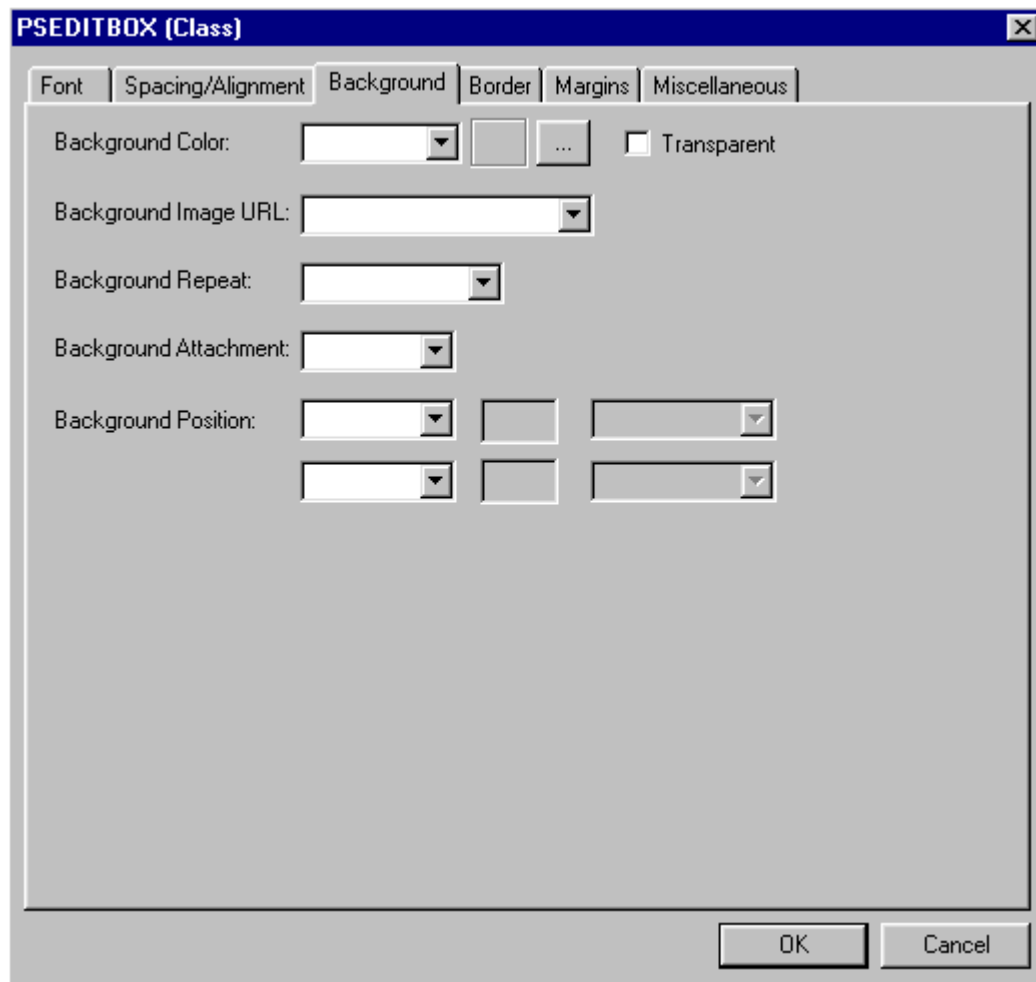 PSEDITBOX (Class)
Font Spacing/Alignment Background Border Margins Miscellaneous
Background Color: ... Transparent
Background Image URL:
Background Repeat:
Background Attachment:
Background Position:
OK Cancel